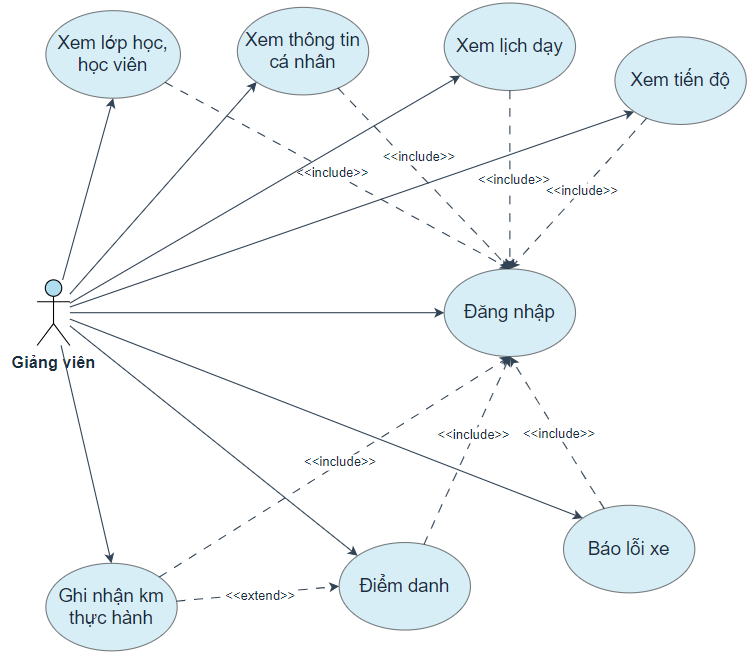 Xem lớp học,
học viên
Xem thông tin
cá nhân
Xem lịch dạy
Xem tiến độ
<<include>>
<<include>>
<<include>>
<<include>>
Đăng nhập
Giảng viên
<<include>>
<<include>>
<<include>>
Ghi nhận km
thực hành
<<extend>>
Điểm danh
Báo lỗi xe